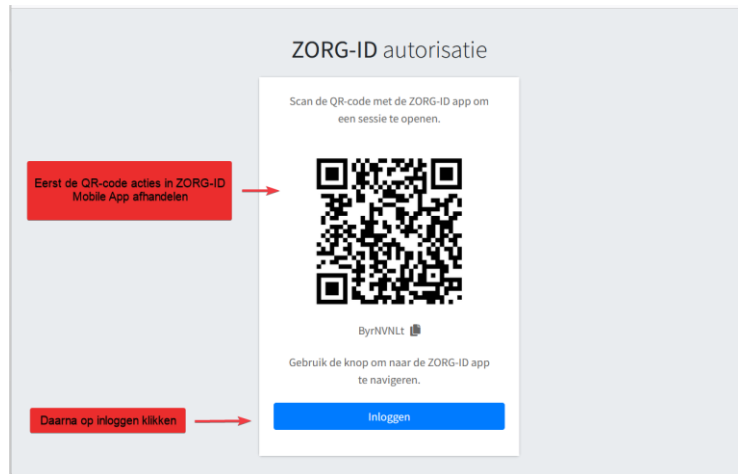 ZORG-ID autorisatie
Scan de QR-code met de ZORG-ID app om
een sessie te openen.
Eerst de QR-code acties in ZORG-ID
Mobile App afhandelen
ByrNVNLt
Gebruik de knop om naar de ZORG-ID app
te navigeren.
Daarna op inloggen klikken
Inloggen